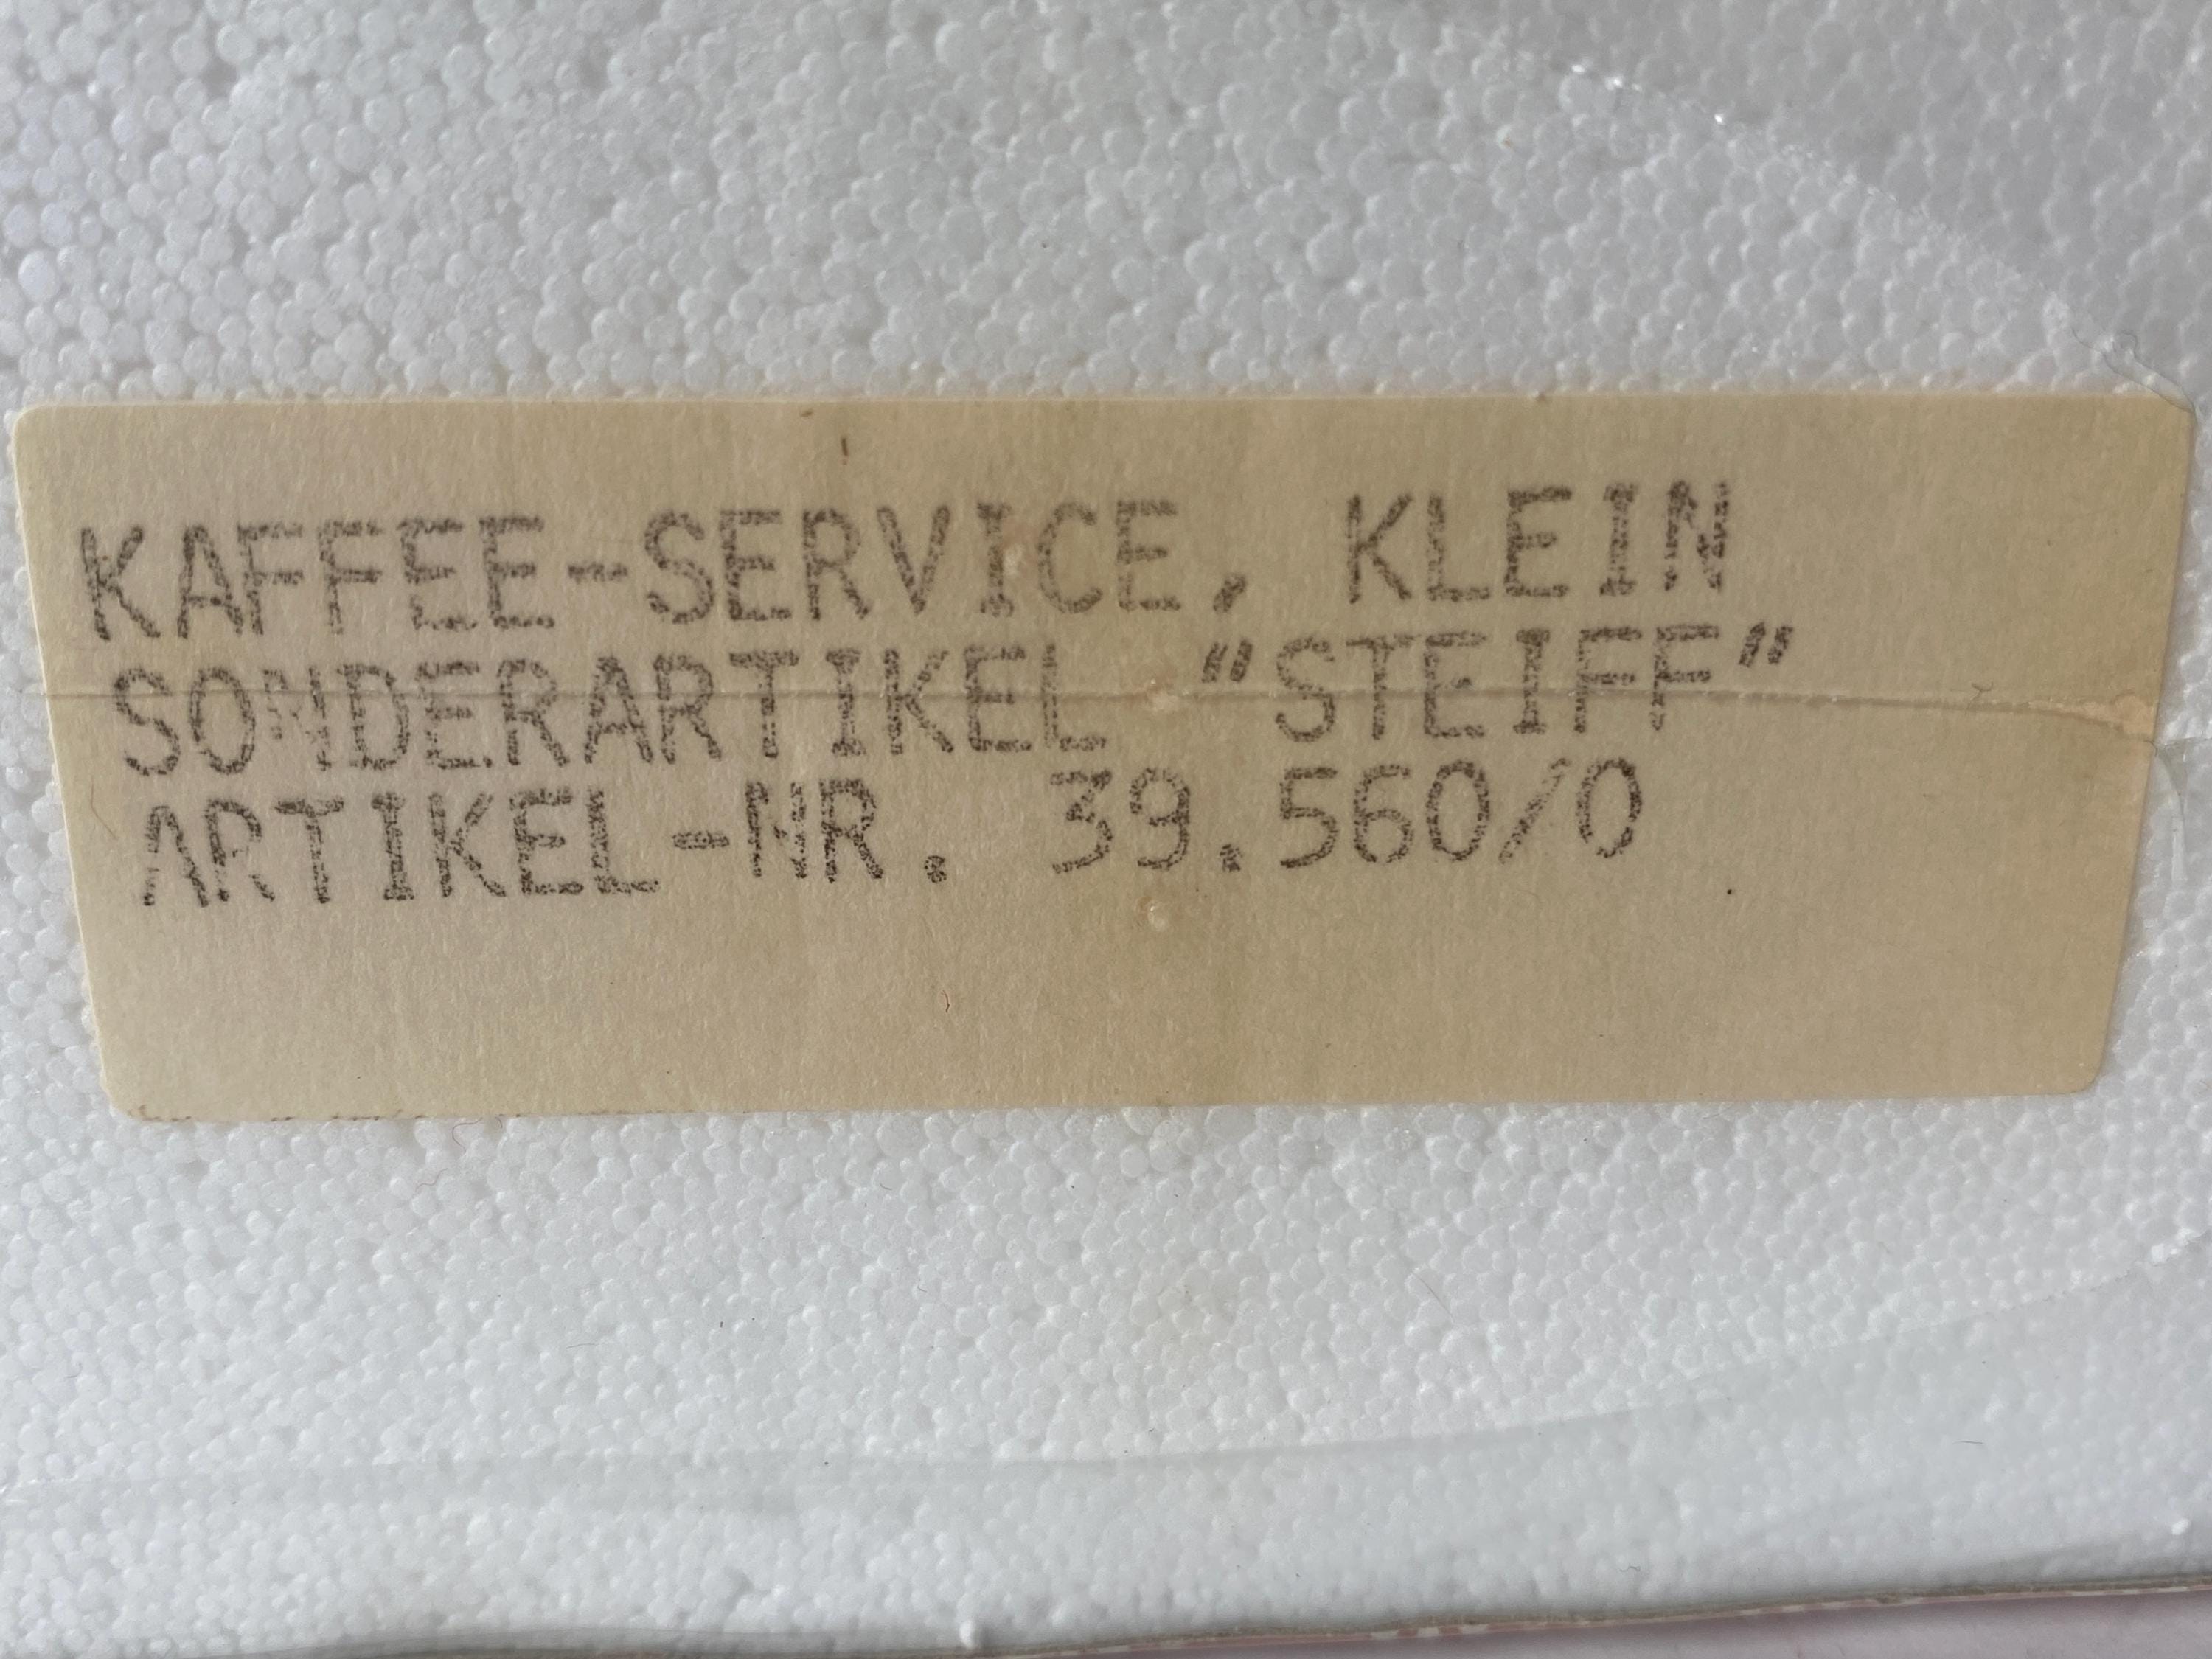 KAFFEE-SERVICE, KLEIN
SONDERARTIKEL "STEIFF"
ARTIKEL-NR. 39.560/0